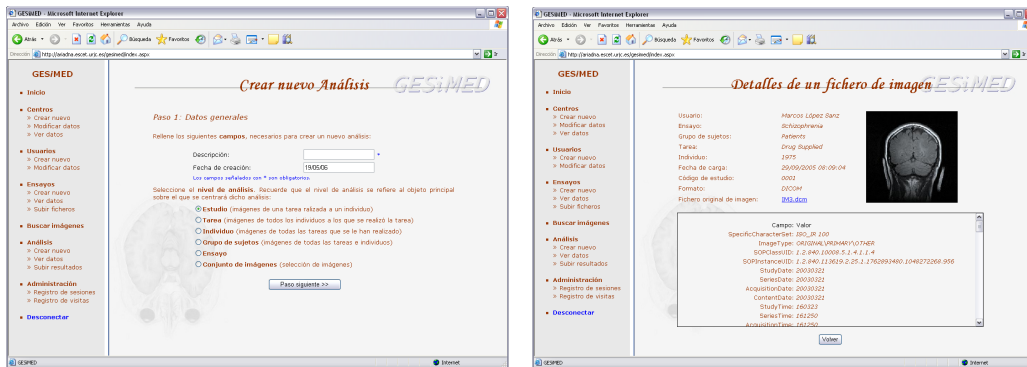 GESiMED - Microsoft Internet Explorer
Archivo Edición Ver Favoritos Herramientas Ayuda
Atrás Búsqueda Favoritos
Dirección http://ariadna.escet.urjc.es/gesimed/index.aspx Ir
GES/MED
Inicio
Centros
» Crear nuevo
» Modificar datos
» Ver datos
Usuarios
» Crear nuevo
» Modificar datos
Ensayos
» Crear nuevo
» Ver datos
» Subir ficheros
Buscar imágenes
Análisis
» Crear nuevo
» Ver datos
» Subir resultados
Administración
» Registro de sesiones
» Registro de visitas
Desconectar
Crear nuevo Análisis GESiMED
Paso 1: Datos generales
Rellene los siguientes campos, necesarios para crear un nuevo análisis:
Descripción: *
Fecha de creación: 19/05/06
Los campos señalados con * son obligatorios.
Seleccione el nivel de análisis. Recuerde que el nivel de análisis se refiere al objeto principal
sobre el que se centrará dicho análisis:
Estudio (imágenes de una tarea ralizada a un individuo)
Tarea (imágenes de todos los individuos a los que se realizó la tarea)
Individuo (imágenes de todas las tareas que se le han realizado)
Grupo de sujetos (imágenes de todas las tareas e individuos)
Ensayo
Conjunto de imágenes (selección de imágenes)
Paso siguiente >>
GESiMED Internet
GESiMED - Microsoft Internet Explorer
Archivo Edición Ver Favoritos Herramientas Ayuda
Atrás Búsqueda Favoritos
Dirección http://ariadna.escet.urjc.es/gesimed/index.aspx Ir
GES/MED
Inicio
Centros
» Crear nuevo
» Modificar datos
» Ver datos
Usuarios
» Crear nuevo
» Modificar datos
Ensayos
» Crear nuevo
» Ver datos
» Subir ficheros
Buscar imágenes
Análisis
» Crear nuevo
» Ver datos
» Subir resultados
Administración
» Registro de sesiones
» Registro de visitas
Desconectar
Detalles de un fichero de imagen GESiMED
Usuario: Marcos López Sanz
Ensayo: Schizophrenia
Grupo de sujetos: Patients
Tarea: Drug Supplied
Individuo: 1975
Fecha de carga: 29/09/2005 08:09:04
Código de estudio: 0001
Formato: DICOM
Fichero original de imagen: IM3.dpm
Campo: Valor
SpecificCharacterSet: ISO_IR 100
ImageType: ORIGINAL\PRIMARY\OTHER
SOPClassUID: 1.2.840.10008.5.1.4.1.1.4
SOPInstanceUID: 1.2.840.113619.2.25.1.1762893480.1048272268.956
StudyDate: 20030321
SeriesDate: 20030321
AcquisitionDate: 20030321
ContentDate: 20030321
StudyTime: 160323
SeriesTime: 161250
AcquisitionTime: 161250
Volver
GESiMED Internet